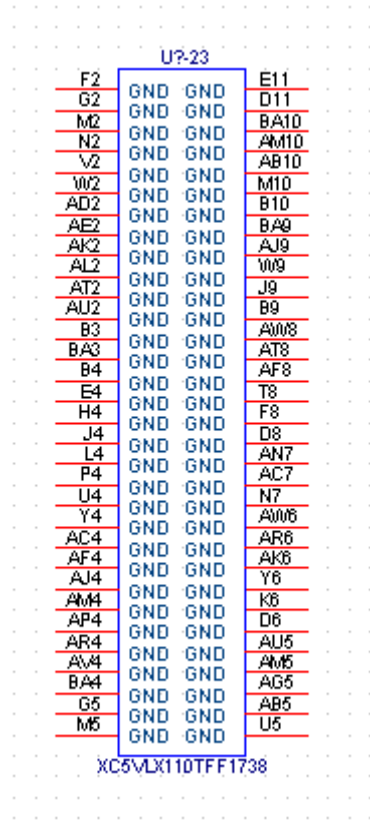 U?-23
F2 GND GND E11
G2 GND GND D11
M2 GND GND BA10
N2 GND GND AM10
V2 GND GND AB10
W2 GND GND M10
AD2 GND GND B10
AE2 GND GND BA9
AK2 GND GND AJ9
AL2 GND GND W9
AT2 GND GND J9
AU2 GND GND B9
B3 GND GND AW8
BA3 GND GND AT8
B4 GND GND AF8
E4 GND GND T8
H4 GND GND F8
J4 GND GND D8
L4 GND GND AN7
P4 GND GND AC7
U4 GND GND N7
Y4 GND GND AW6
AC4 GND GND AR6
AF4 GND GND AK6
AJ4 GND GND Y6
AM4 GND GND K6
AP4 GND GND D6
AR4 GND GND AU5
AV4 GND GND AM5
BA4 GND GND AG5
G5 GND GND AB5
M5 GND GND U5
XC5VLX110TFF1738